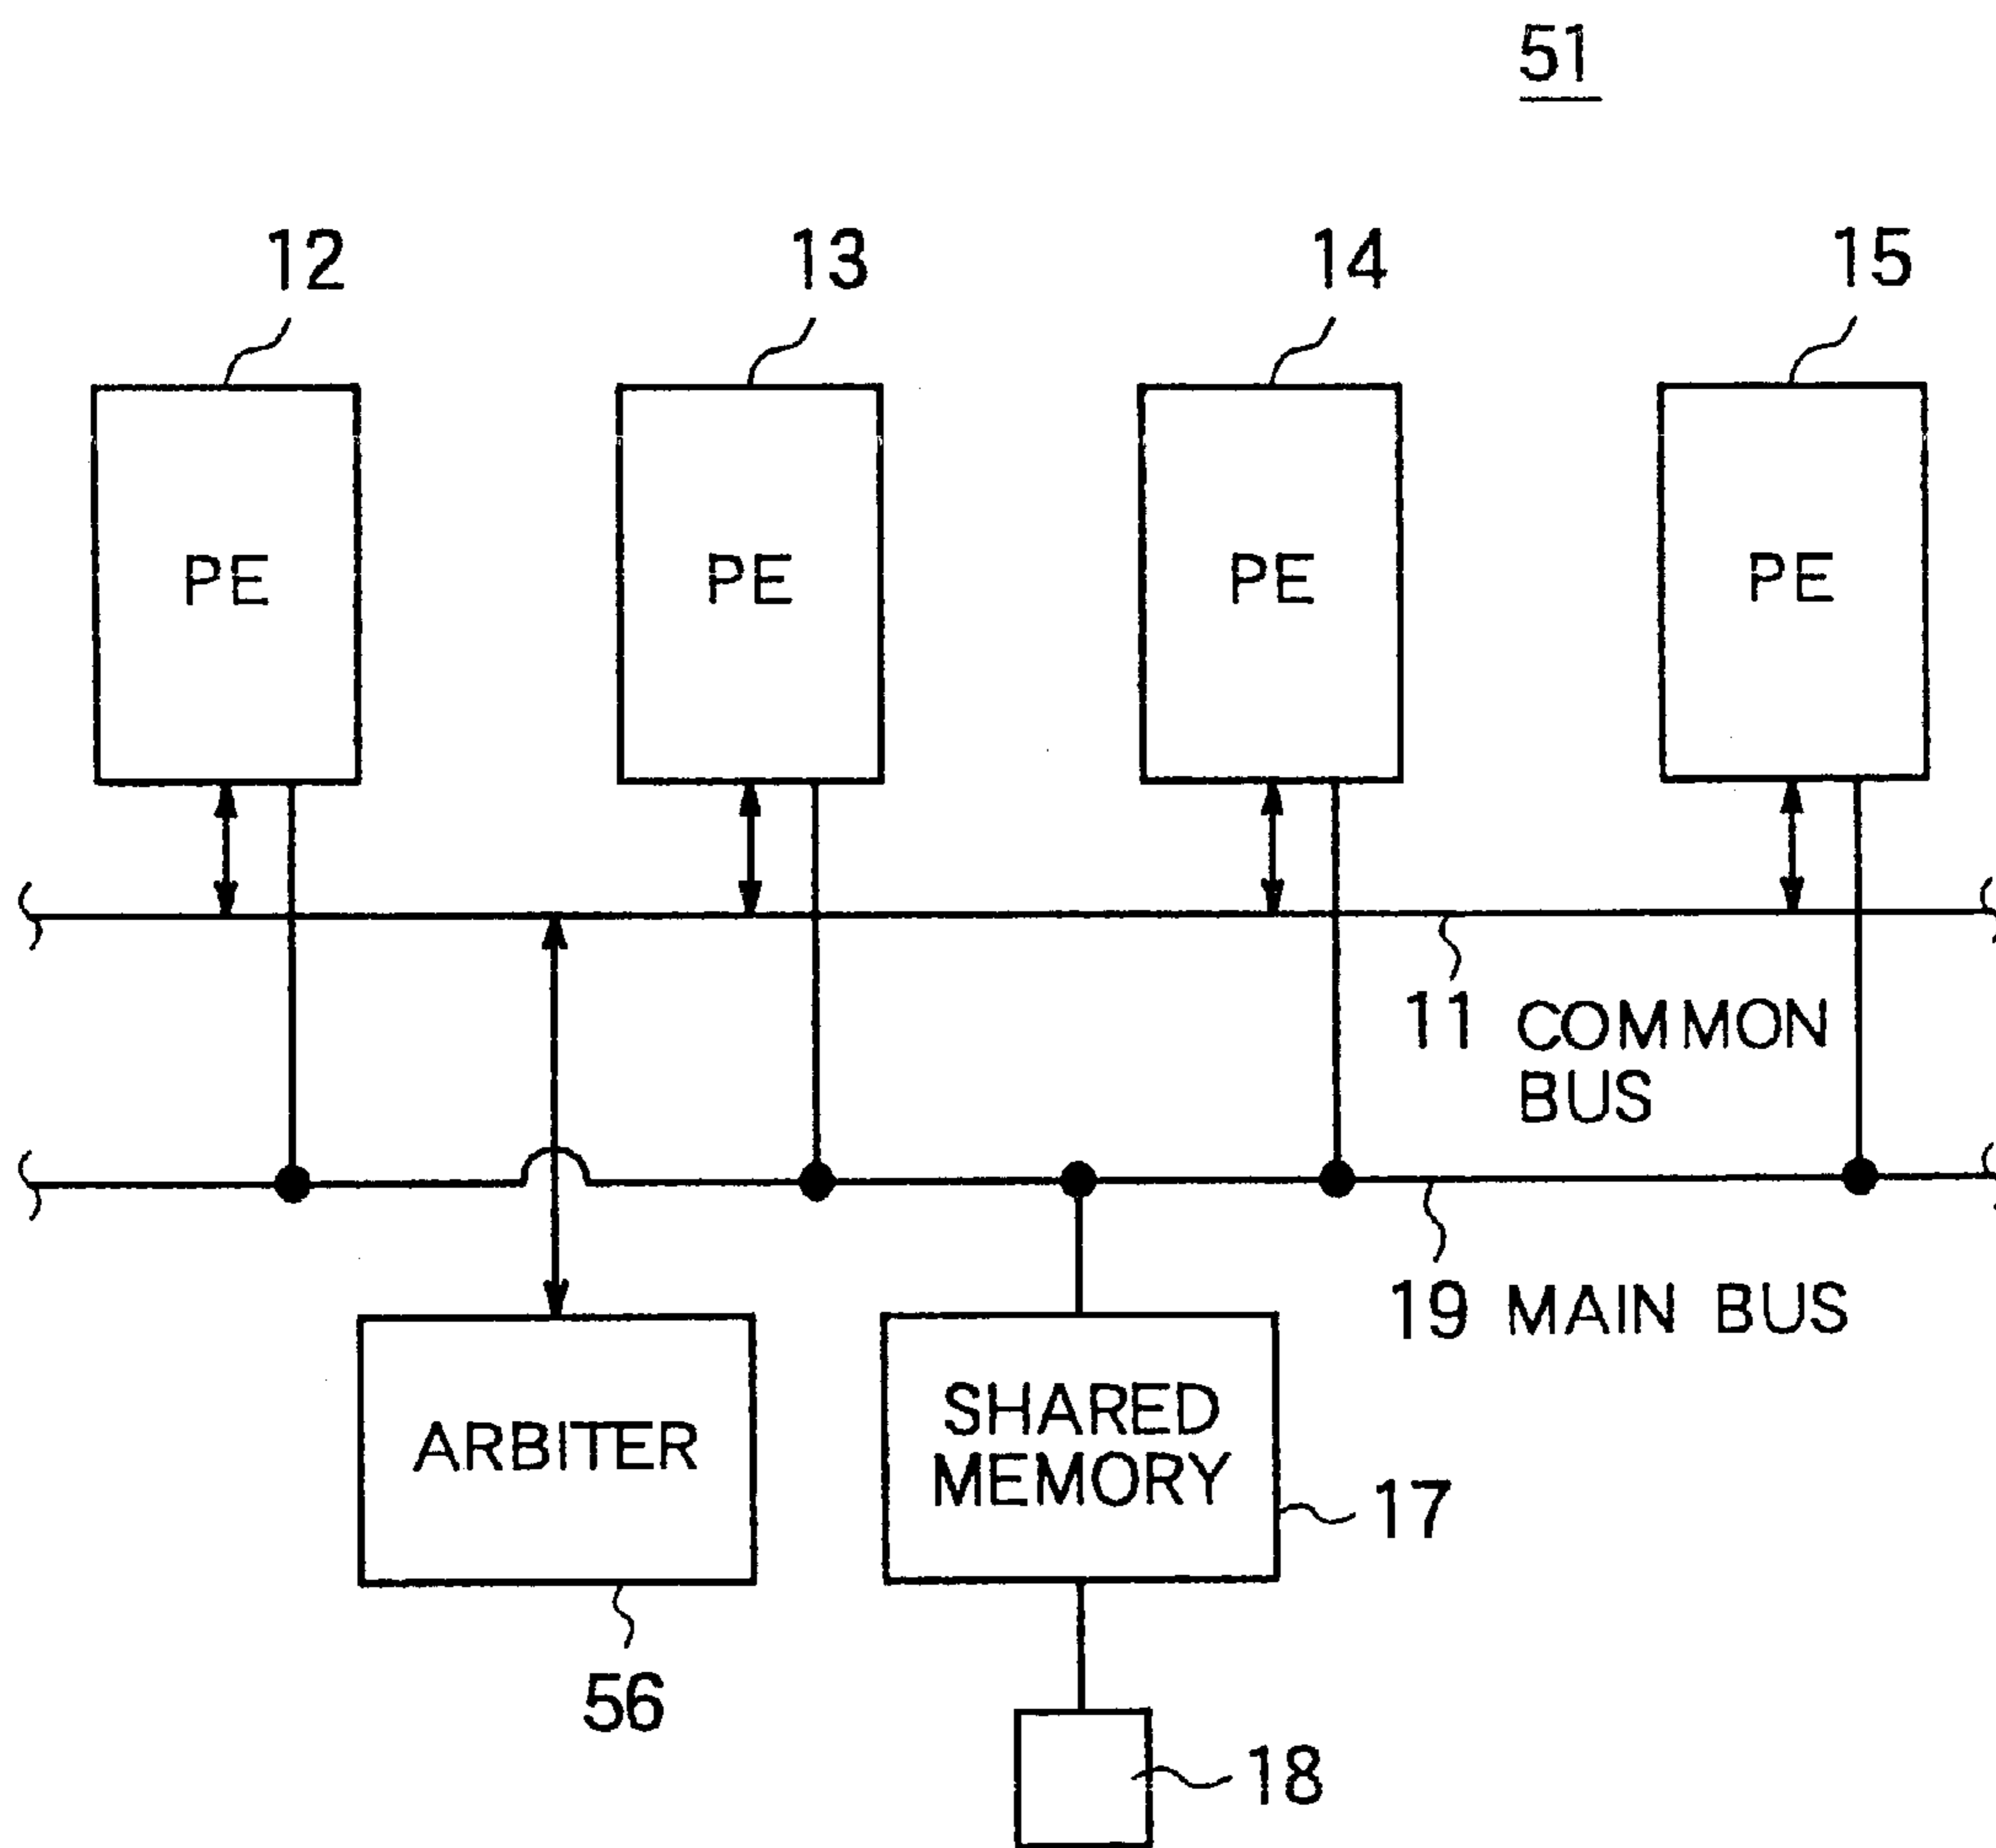 51
12
13
14
15
PE
PE
PE
PE
11 COMMON
BUS
19 MAIN BUS
ARBITER
SHARED
MEMORY
17
56
18